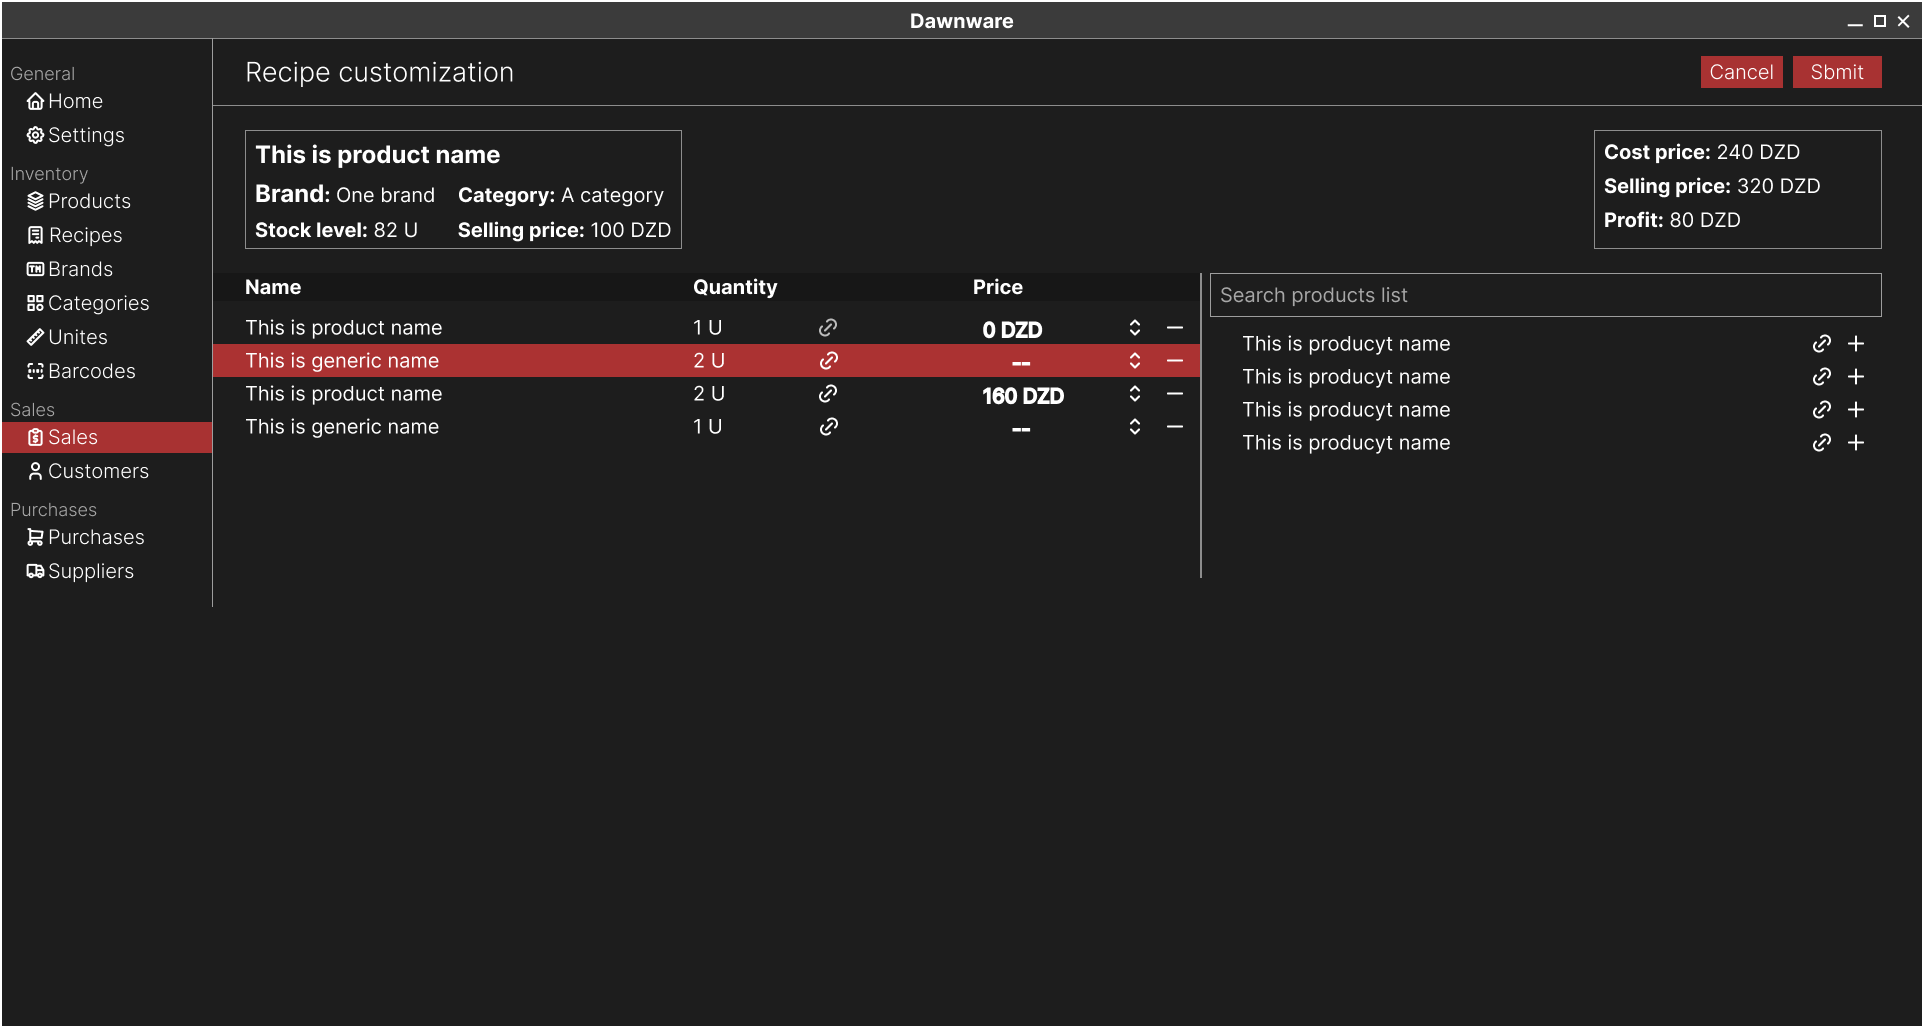 Dawnware
General
Home
Settings
Inventory
Products
Recipes
Brands
Categories
Unites
Barcodes
Sales
Sales
Customers
Purchases
Purchases
Suppliers
Recipe customization
Cancel
Sbmit
This is product name
Brand: One brand Category: A category
Stock level: 82 U Selling price: 100 DZD
Cost price: 240 DZD
Selling price: 320 DZD
Profit: 80 DZD
Name Quantity Price
This is product name 1 U 0 DZD
This is generic name 2 U --
This is product name 2 U 160 DZD
This is generic name 1 U --
Search products list
This is producyt name
This is producyt name
This is producyt name
This is producyt name